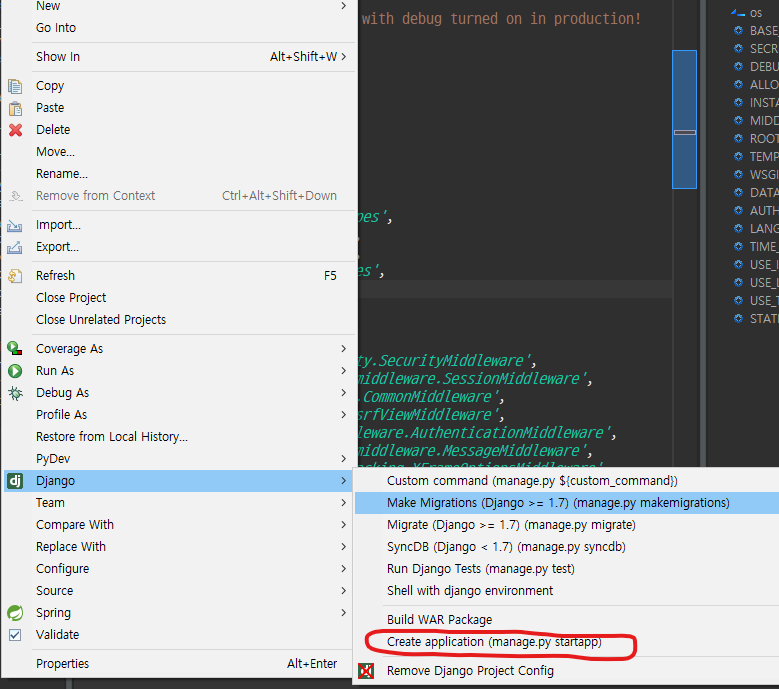 New
Go Into
Show In Alt+Shift+W
Copy
Paste
Delete
Move...
Rename...
Remove from Context Ctrl+Alt+Shift+Down
Import...
Export...
Refresh F5
Close Project
Close Unrelated Projects
Coverage As
Run As
Debug As
Profile As
Restore from Local History...
PyDev
Django
Team
Compare With
Replace With
Configure
Source
Spring
Validate
Properties Alt+Enter
Custom command (manage.py ${custom_command})
Make Migrations (Django >= 1.7) (manage.py makemigrations)
Migrate (Django >= 1.7) (manage.py migrate)
SyncDB (Django < 1.7) (manage.py syncdb)
Run Django Tests (manage.py test)
Shell with django environment
Build WAR Package
Create application (manage.py startapp)
Remove Django Project Config
with debug turned on in production!
pes',
',
',
es',
ty.SecurityMiddleware',
middleware.SessionMiddleware',
.CommonMiddleware',
srfViewMiddleware',
leware.AuthenticationMiddleware',
middleware.MessageMiddleware',
os
BASE_
SECR
DEBU
ALLO
INSTA
MIDD
ROOT
TEMP
WSGI
DATA
AUTH
LANG
TIME_
USE_I
USE_L
USE_T
STATI